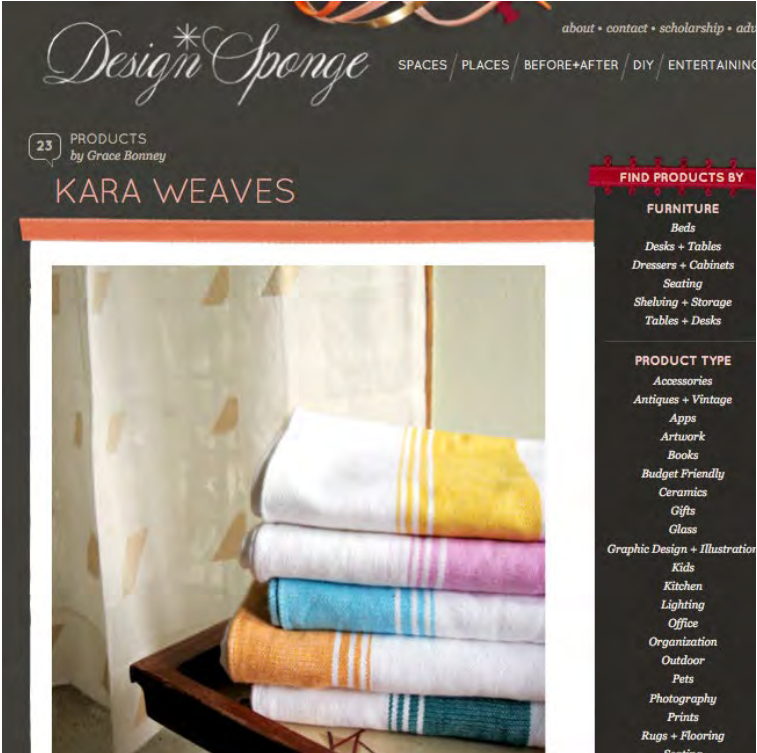 Design Sponge
about • contact • scholarship •
SPACES / PLACES / BEFORE+AFTER / DIY / ENTERTAINING
23
PRODUCTS
by Grace Bonney
KARA WEAVES
FIND PRODUCTS BY
FURNITURE
Beds
Desks + Tables
Dressers + Cabinets
Seating
Shelving + Storage
Tables + Desks
PRODUCT TYPE
Accessories
Antiques + Vintage
Apps
Artwork
Books
Budget Friendly
Ceramics
Gifts
Glass
Graphic Design + Illustration
Kids
Kitchen
Lighting
Office
Organization
Outdoor
Pets
Photography
Prints
Rugs + Flooring